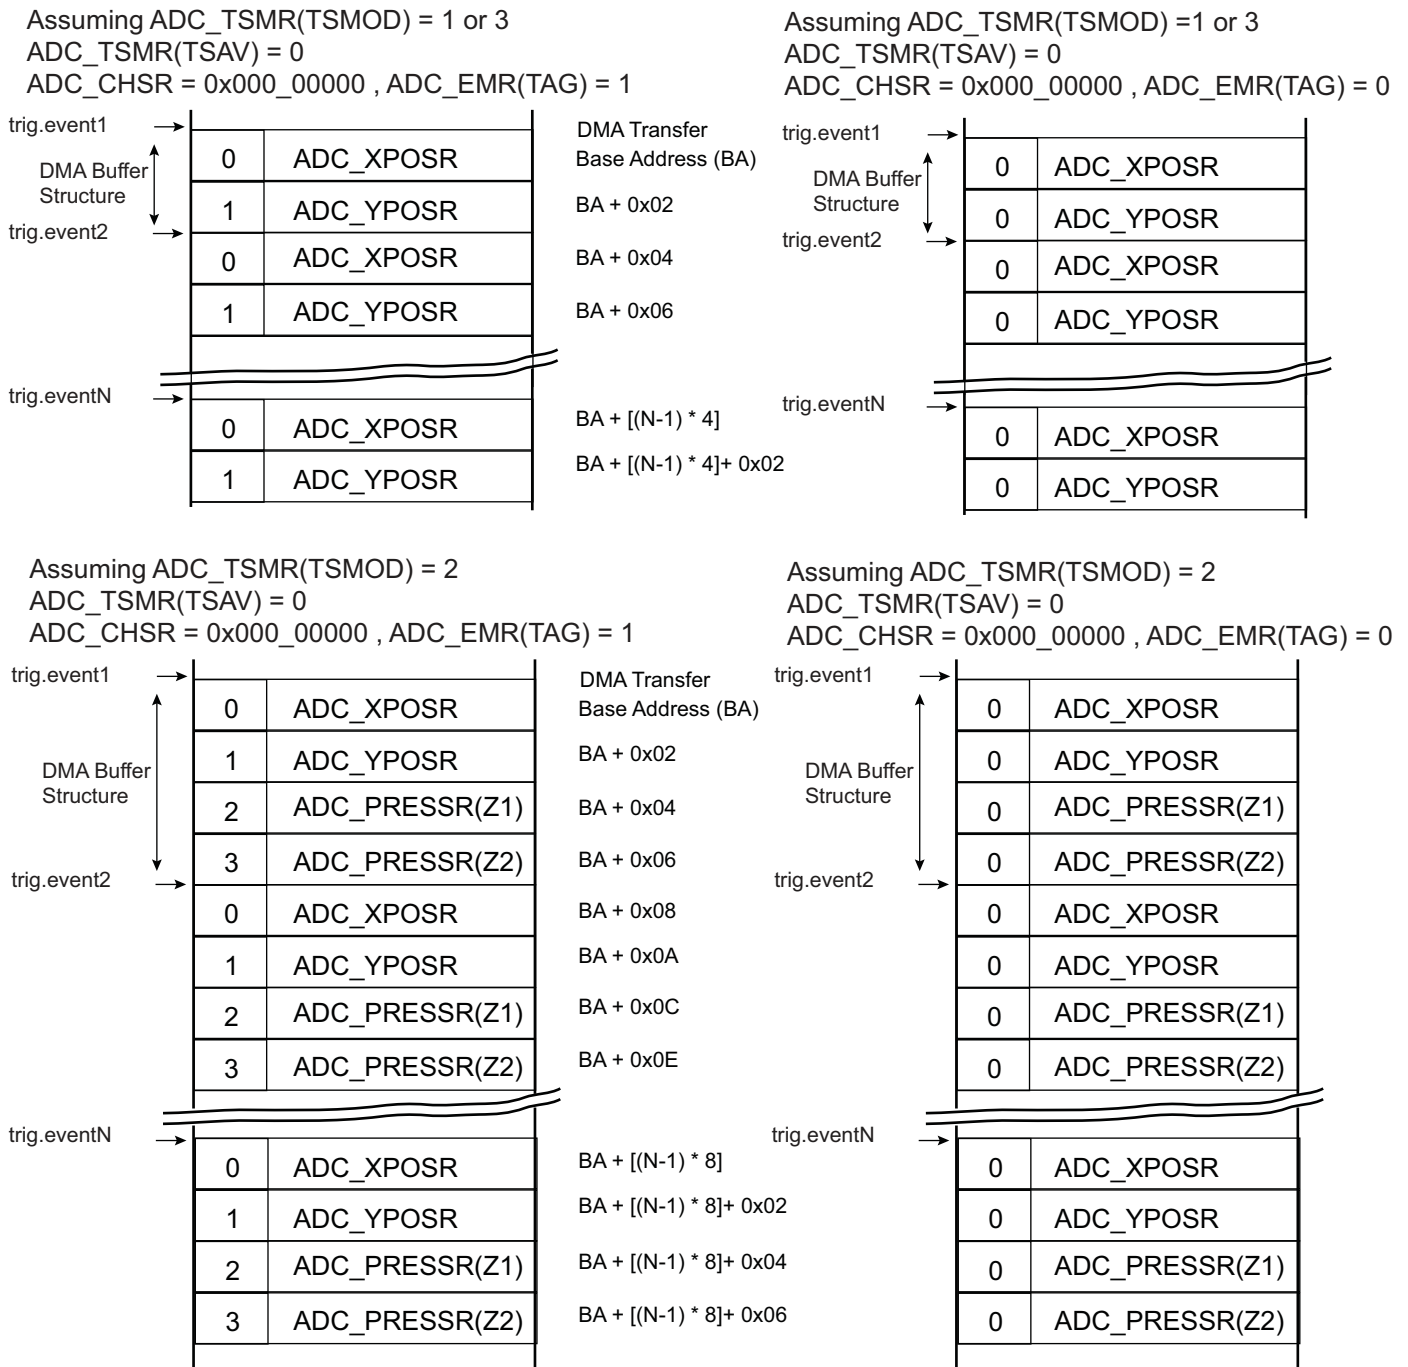 Assuming ADC_TSMR(TSMOD) = 1 or 3
ADC_TSMR(TSAV) = 0
ADC_CHSR = 0x000_00000 , ADC_EMR(TAG) = 1
trig.event1
DMA Buffer
Structure
trig.event2
trig.eventN
0 ADC_XPOSR
1 ADC_YPOSR
0 ADC_XPOSR
1 ADC_YPOSR
0 ADC_XPOSR
1 ADC_YPOSR
DMA Transfer
Base Address (BA)
BA + 0x02
BA + 0x04
BA + 0x06
BA + [(N-1) * 4]
BA + [(N-1) * 4]+ 0x02
Assuming ADC_TSMR(TSMOD) =1 or 3
ADC_TSMR(TSAV) = 0
ADC_CHSR = 0x000_00000 , ADC_EMR(TAG) = 0
trig.event1
DMA Buffer
Structure
trig.event2
trig.eventN
0 ADC_XPOSR
0 ADC_YPOSR
0 ADC_XPOSR
0 ADC_YPOSR
0 ADC_XPOSR
0 ADC_YPOSR
Assuming ADC_TSMR(TSMOD) = 2
ADC_TSMR(TSAV) = 0
ADC_CHSR = 0x000_00000 , ADC_EMR(TAG) = 1
trig.event1
DMA Buffer
Structure
trig.event2
trig.eventN
0 ADC_XPOSR
1 ADC_YPOSR
2 ADC_PRESSR(Z1)
3 ADC_PRESSR(Z2)
0 ADC_XPOSR
1 ADC_YPOSR
2 ADC_PRESSR(Z1)
3 ADC_PRESSR(Z2)
0 ADC_XPOSR
1 ADC_YPOSR
2 ADC_PRESSR(Z1)
3 ADC_PRESSR(Z2)
DMA Transfer
Base Address (BA)
BA + 0x02
BA + 0x04
BA + 0x06
BA + 0x08
BA + 0x0A
BA + 0x0C
BA + 0x0E
BA + [(N-1) * 8]
BA + [(N-1) * 8]+ 0x02
BA + [(N-1) * 8]+ 0x04
BA + [(N-1) * 8]+ 0x06
Assuming ADC_TSMR(TSMOD) = 2
ADC_TSMR(TSAV) = 0
ADC_CHSR = 0x000_00000 , ADC_EMR(TAG) = 0
trig.event1
DMA Buffer
Structure
trig.event2
trig.eventN
0 ADC_XPOSR
0 ADC_YPOSR
0 ADC_PRESSR(Z1)
0 ADC_PRESSR(Z2)
0 ADC_XPOSR
0 ADC_YPOSR
0 ADC_PRESSR(Z1)
0 ADC_PRESSR(Z2)
0 ADC_XPOSR
0 ADC_YPOSR
0 ADC_PRESSR(Z1)
0 ADC_PRESSR(Z2)